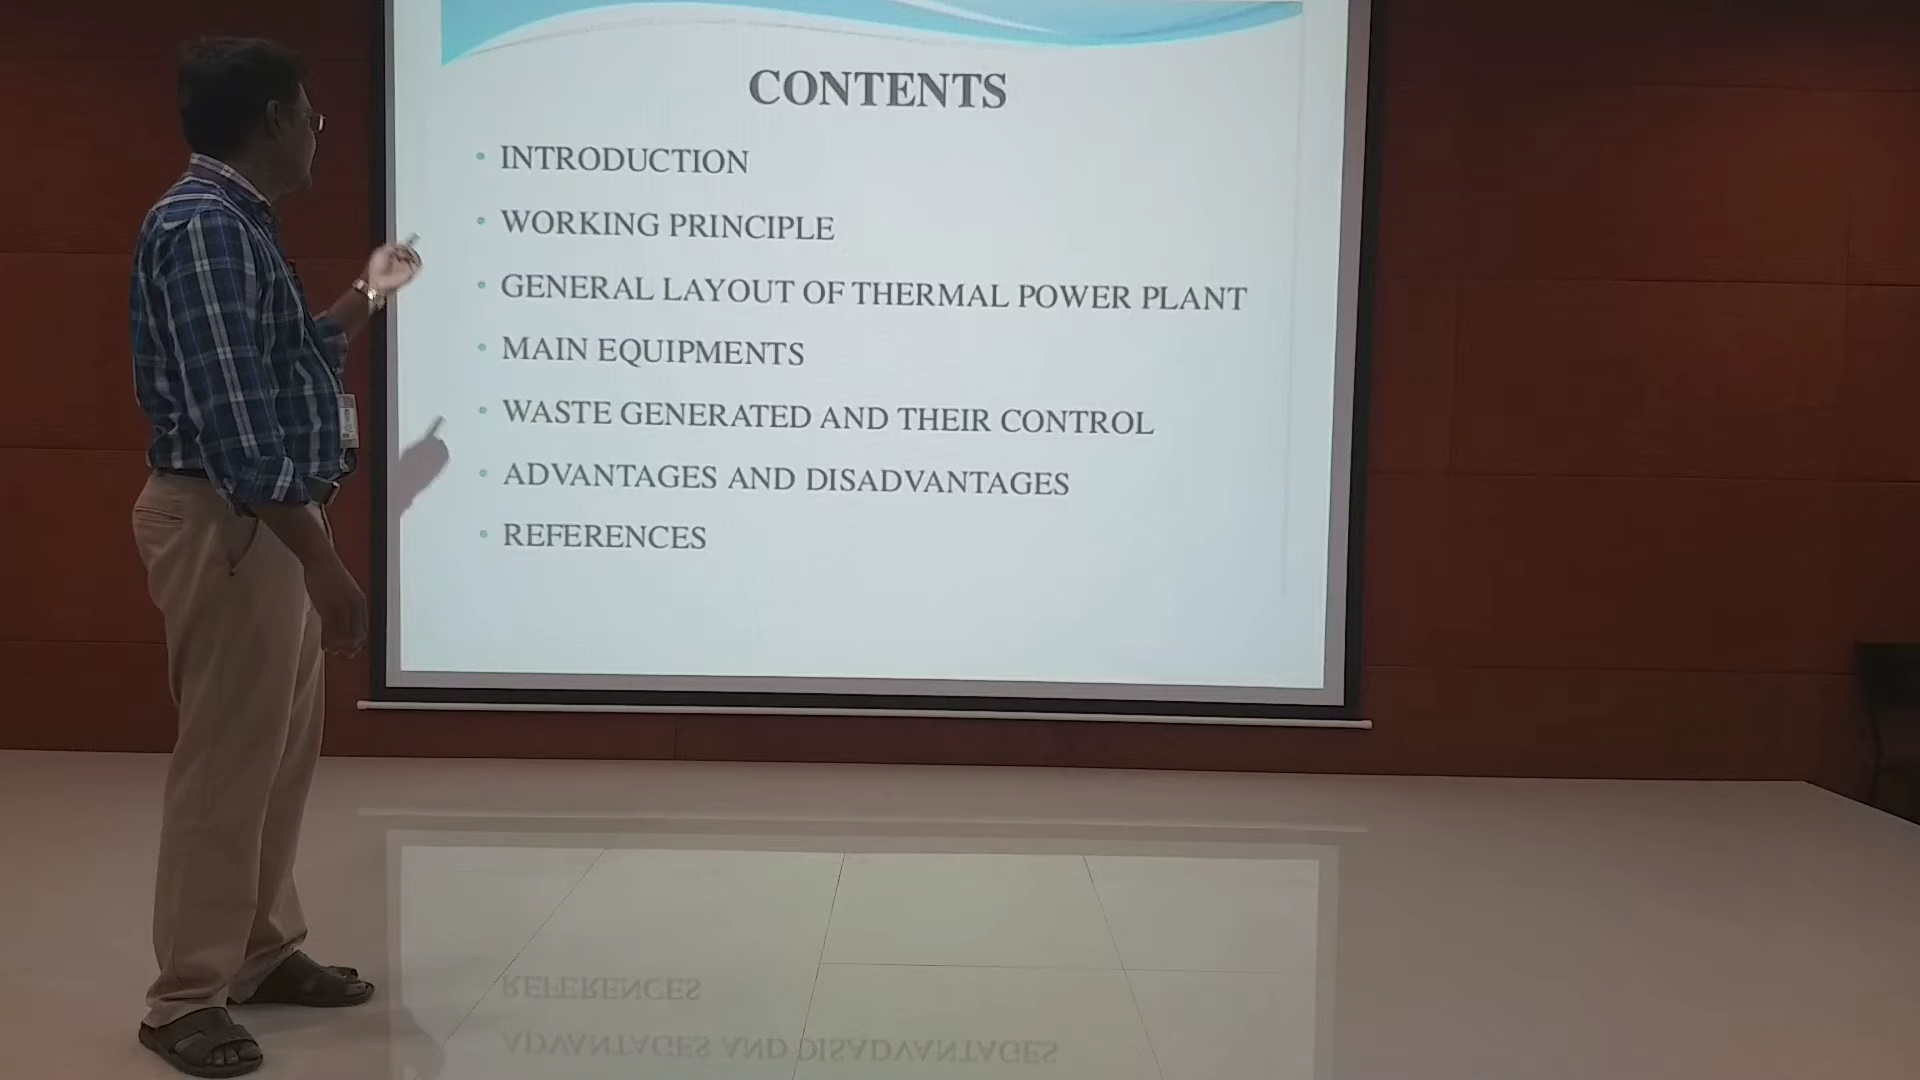 CONTENTS
• INTRODUCTION
• WORKING PRINCIPLE
• GENERAL LAYOUT OF THERMAL POWER PLANT
• MAIN EQUIPMENTS
• WASTE GENERATED AND THEIR CONTROL
• ADVANTAGES AND DISADVANTAGES
• REFERENCES